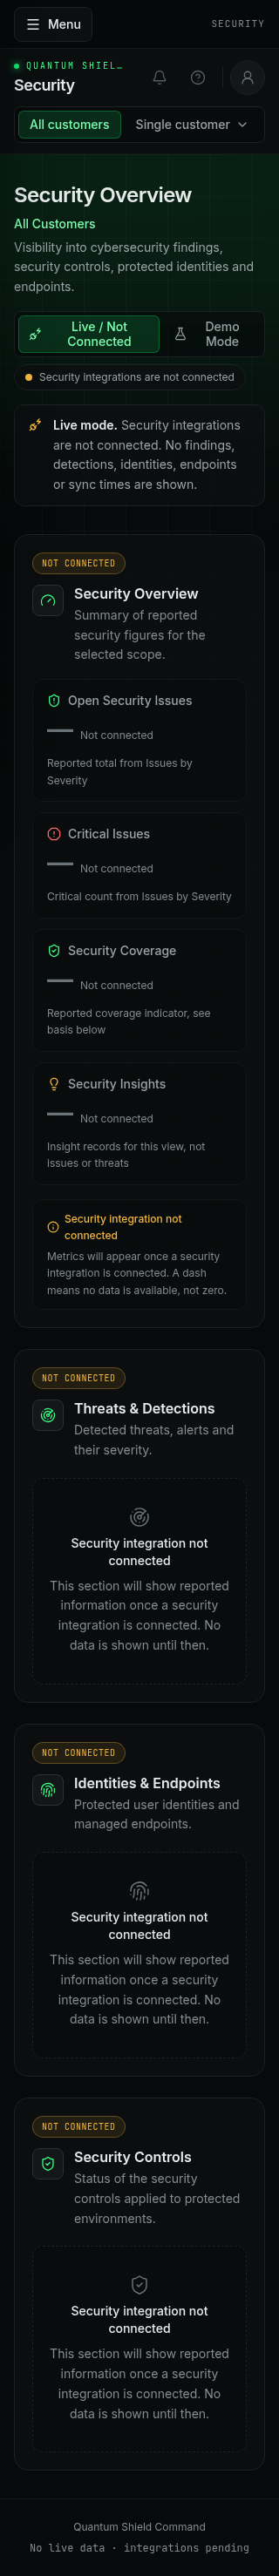 Menu
SECURITY
QUANTUM SHIEL…
Security
All customers
Single customer
Security Overview
All Customers
Visibility into cybersecurity findings,
security controls, protected identities and
endpoints.
Live / Not
Connected
Demo
Mode
Security Integrations are not connected
Live mode. Security integrations
are not connected. No findings,
detections, identities, endpoints
or sync times are shown.
NOT CONNECTED
Security Overview
Summary of reported
security figures for the
selected scope.
Open Security Issues
— Not connected
Reported total from Issues by
Severity
Critical Issues
— Not connected
Critical count from Issues by Severity
Security Coverage
— Not connected
Reported coverage indicator, see
basis below
Security Insights
— Not connected
Insight records for this view, not
issues or threats
Security integration not
connected
Metrics will appear once a security
integration is connected. A dash
means no data is available, not zero.
NOT CONNECTED
Threats & Detections
Detected threats, alerts and
their severity.
Security integration not
connected
This section will show reported
information once a security
integration is connected. No
data is shown until then.
NOT CONNECTED
Identities & Endpoints
Protected user identities and
managed endpoints.
Security integration not
connected
This section will show reported
information once a security
integration is connected. No
data is shown until then.
NOT CONNECTED
Security Controls
Status of the security
controls applied to protected
environments.
Security integration not
connected
This section will show reported
information once a security
integration is connected. No
data is shown until then.
Quantum Shield Command
No live data · integrations pending